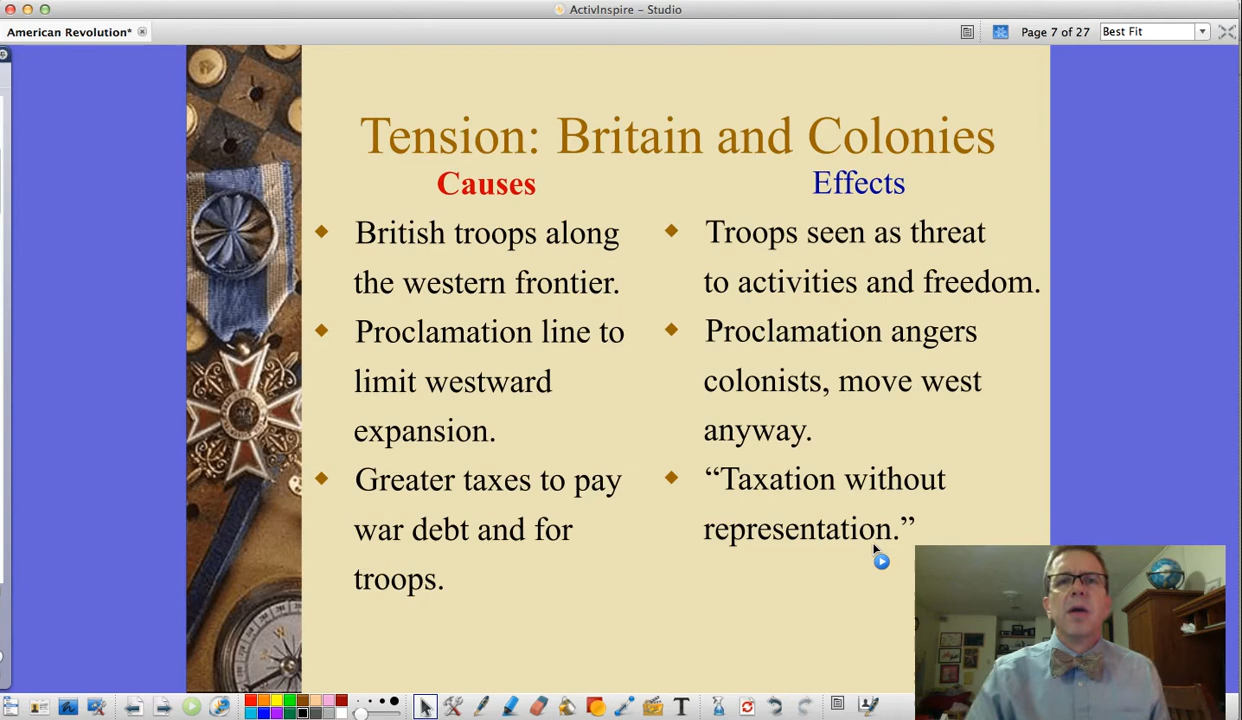 ActivInspire – Studio
American Revolution*
Page 7 of 27
Best Fit
Tension: Britain and Colonies
Causes
British troops along
the western frontier.
Proclamation line to
limit westward
expansion.
Greater taxes to pay
war debt and for
troops.
Effects
Troops seen as threat
to activities and freedom.
Proclamation angers
colonists, move west
anyway.
“Taxation without
representation.”
T